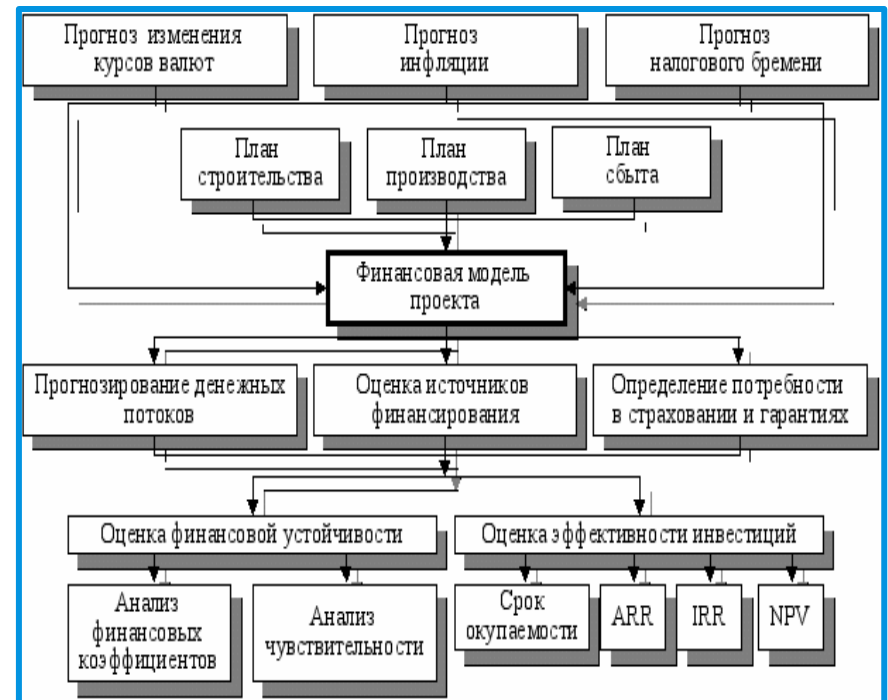 Прогноз изменения
курсов валют
Прогноз
инфляции
Прогноз
налогового бремени
План
строительства
План
производства
План
сбыта
Финансовая модель
проекта
Прогнозирование денежных
потоков
Оценка источников
финансирования
Определение потребности
в страховании и гарантиях
Оценка финансовой устойчивости
Оценка эффективности инвестиций
Анализ
финансовых
коэффициентов
Анализ
чувствительности
Срок
окупаемости
ARR
IRR
NPV